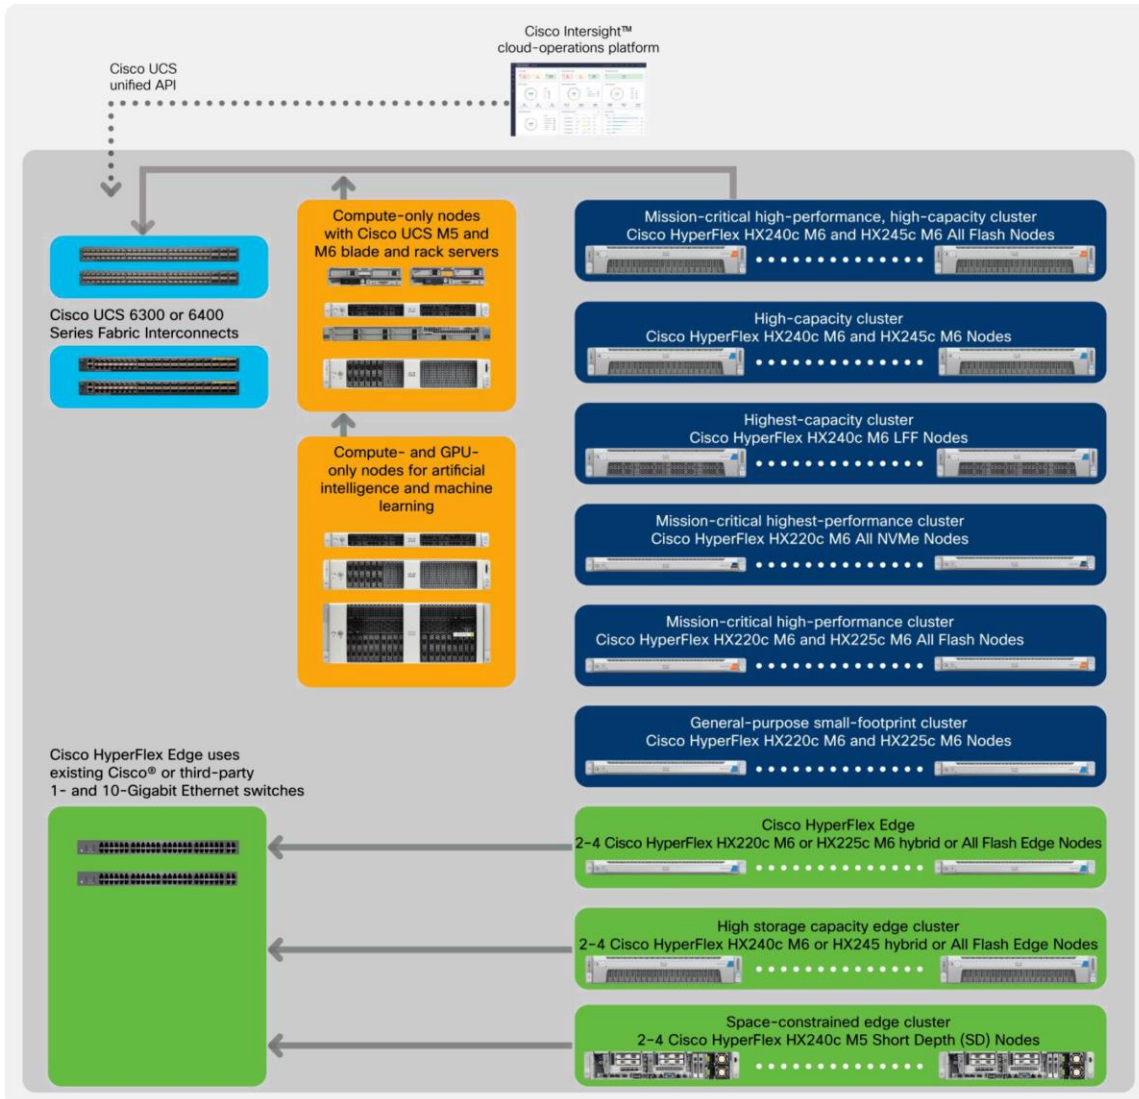 Cisco Intersight™
cloud-operations platform
Cisco UCS
unified API
Cisco UCS 6300 or 6400
Series Fabric Interconnects
Compute-only nodes
with Cisco UCS M5 and
M6 blade and rack servers
Compute- and GPU-
only nodes for artificial
intelligence and machine
learning
Mission-critical high-performance, high-capacity cluster
Cisco HyperFlex HX240c M6 and HX245c M6 All Flash Nodes
High-capacity cluster
Cisco HyperFlex HX240c M6 and HX245c M6 Nodes
Highest-capacity cluster
Cisco HyperFlex HX240c M6 LFF Nodes
Mission-critical highest-performance cluster
Cisco HyperFlex HX220c M6 All NVMe Nodes
Mission-critical high-performance cluster
Cisco HyperFlex HX220c M6 and HX225c M6 All Flash Nodes
General-purpose small-footprint cluster
Cisco HyperFlex HX220c M6 and HX225c M6 Nodes
Cisco HyperFlex Edge uses
existing Cisco® or third-party
1- and 10-Gigabit Ethernet switches
Cisco HyperFlex Edge
2-4 Cisco HyperFlex HX220c M6 or HX225c M6 hybrid or All Flash Edge Nodes
High storage capacity edge cluster
2-4 Cisco HyperFlex HX240c M6 or HX245 hybrid or All Flash Edge Nodes
Space-constrained edge cluster
2-4 Cisco HyperFlex HX240c M5 Short Depth (SD) Nodes